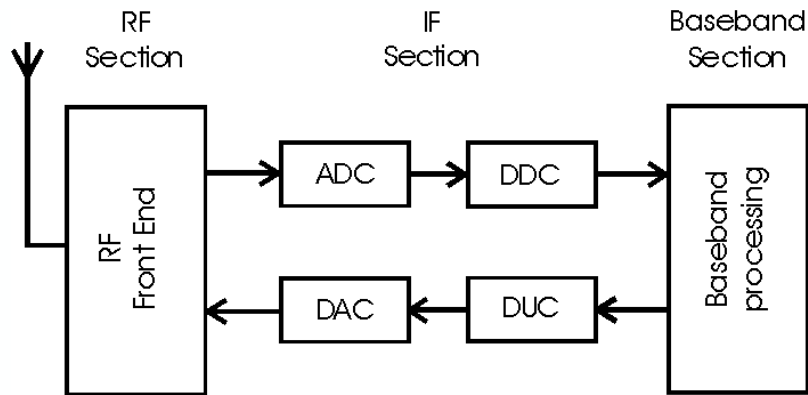 RF
Section
IF
Section
Baseband
Section
RF
Front End
ADC
DDC
DAC
DUC
Baseband
processing